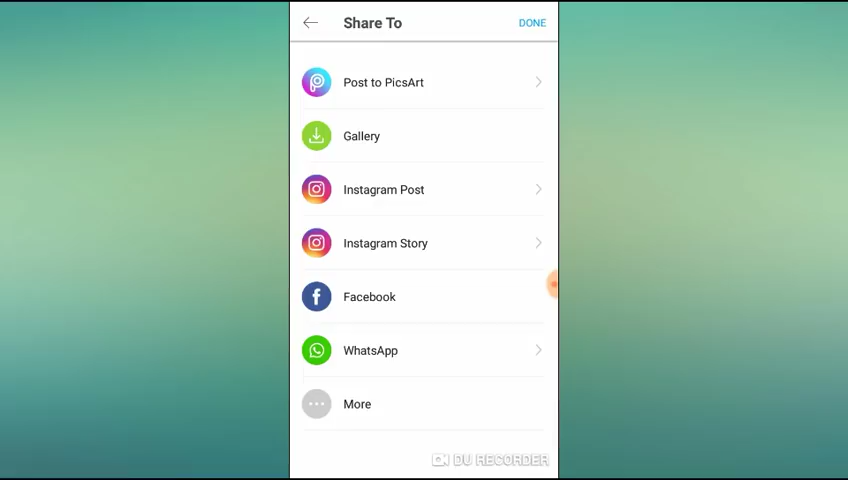 Share To
DONE
Post to PicsArt
Gallery
Instagram Post
Instagram Story
Facebook
WhatsApp
More
DU RECORDER